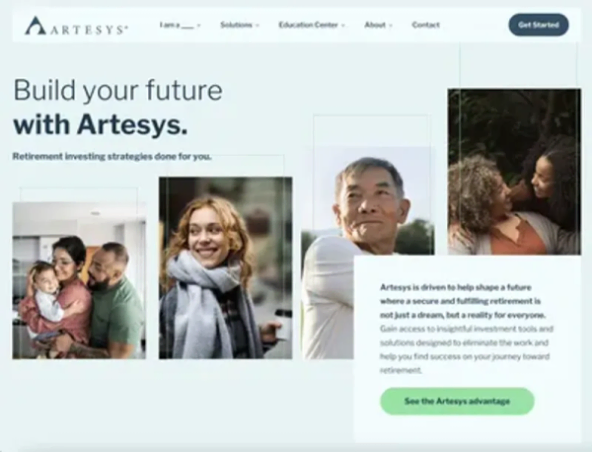 ARTESYS®
I am a ___
Solutions
Education Center
About
Contact
Get Started
Build your future
with Artesys.
Retirement investing strategies done for you.
Artesys is driven to help shape a future
where a secure and fulfilling retirement is
not just a dream, but a reality for everyone.
Gain access to insightful investment tools and
solutions designed to eliminate the work and
help you find success on your journey toward
retirement.
See the Artesys advantage